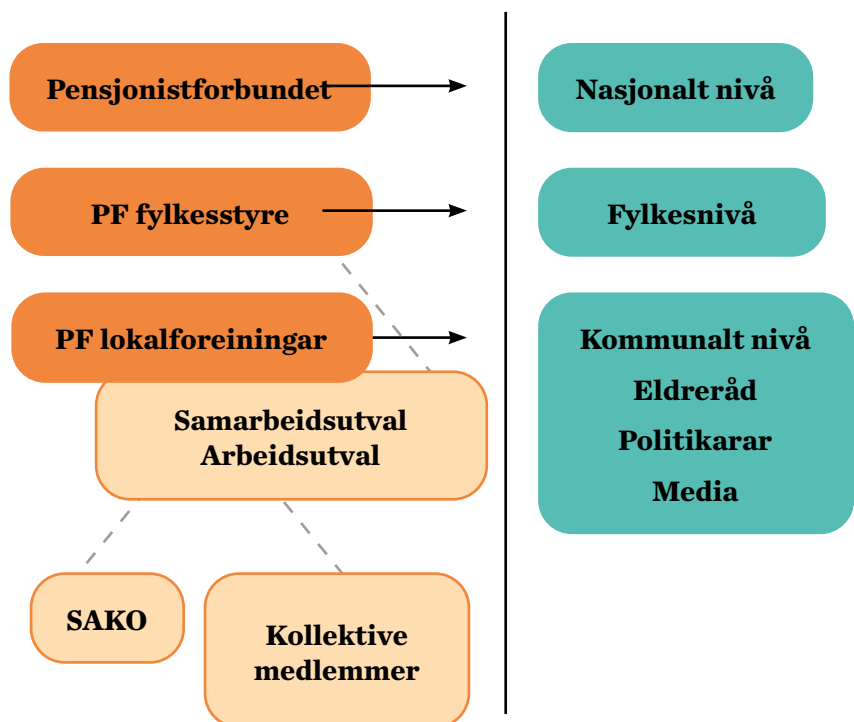 Pensjonistforbundet
Nasjonalt nivå
PF fylkesstyre
Fylkesnivå
PF lokalforeiningar
Kommunalt nivå
Eldreråd
Politikarar
Media
Samarbeidsutval
Arbeidsutval
SAKO
Kollektive
medlemmer